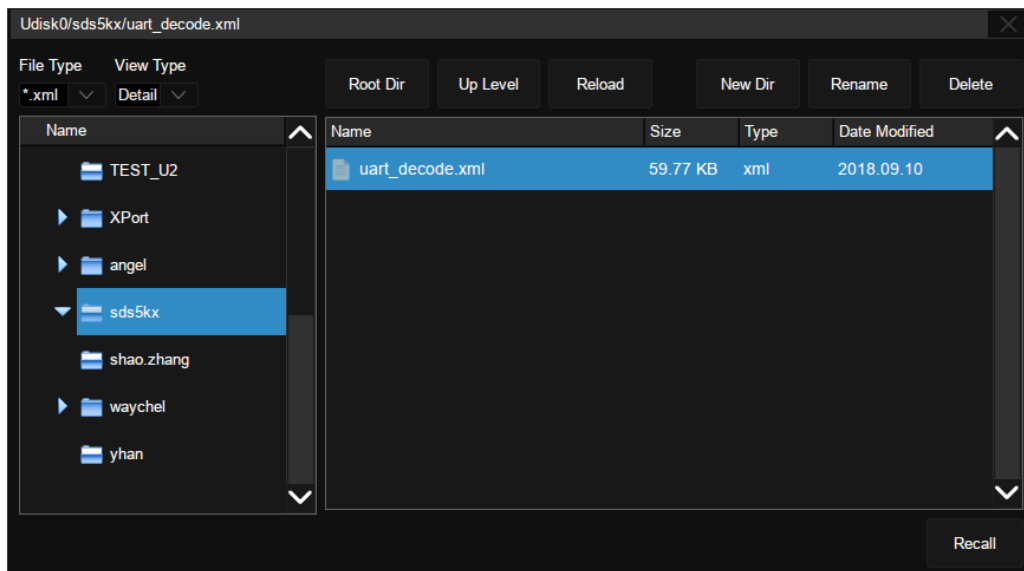 Udisk0/sds5kx/uart_decode.xml
File Type View Type
*.xml Detail
Root Dir Up Level Reload New Dir Rename Delete
Name
TEST_U2
XPort
angel
sds5kx
shao.zhang
waychel
yhan
Name Size Type Date Modified
uart_decode.xml 59.77 KB xml 2018.09.10
Recall